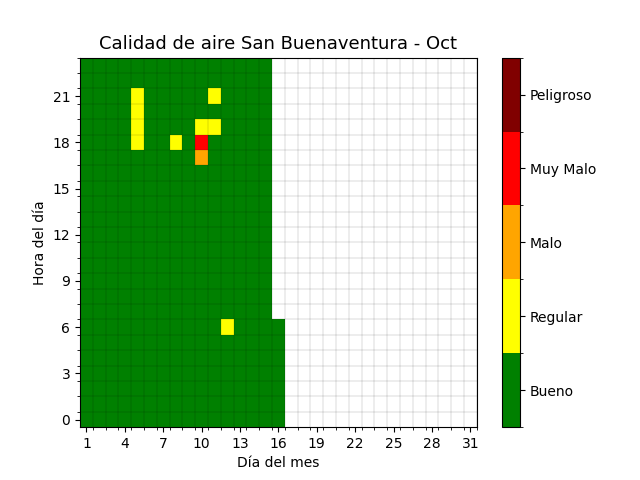 Calidad de aire San Buenaventura - Oct
21
18
15
12
9
6
3
0
Hora del día
1 4 7 10 13 16 19 22 25 28 31
Día del mes
Peligroso
Muy Malo
Malo
Regular
Bueno